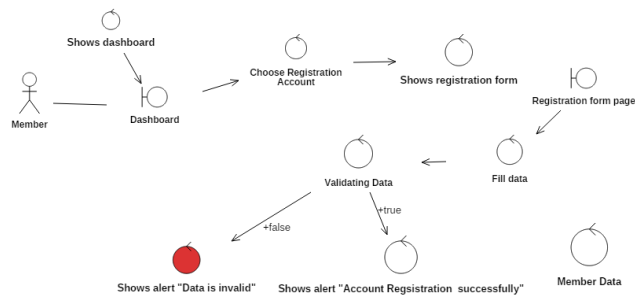 Shows dashboard
Choose Registration
Account
Shows registration form
Registration form page
Member
Dashboard
Validating Data
Fill data
+true
+false
Shows alert "Data is invalid"
Shows alert "Account Regsistration successfully"
Member Data